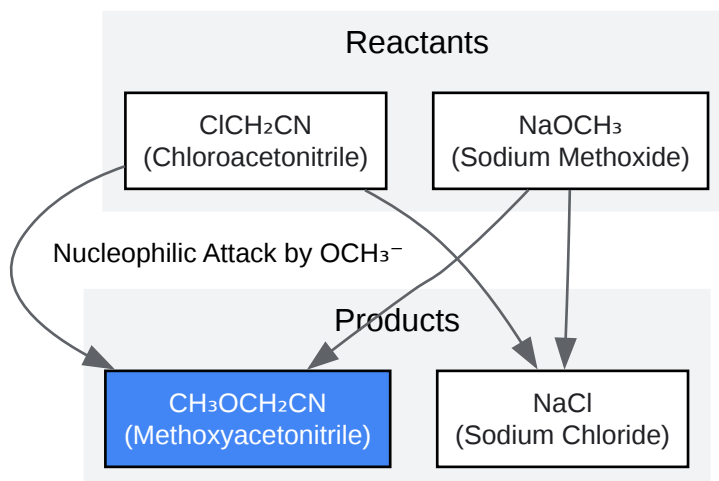 Reactants
ClCH₂CN
(Chloroacetonitrile)
NaOCH₃
(Sodium Methoxide)
Nucleophilic Attack by OCH₃⁻
Products
CH₃OCH₂CN
(Methoxyacetonitrile)
NaCl
(Sodium Chloride)